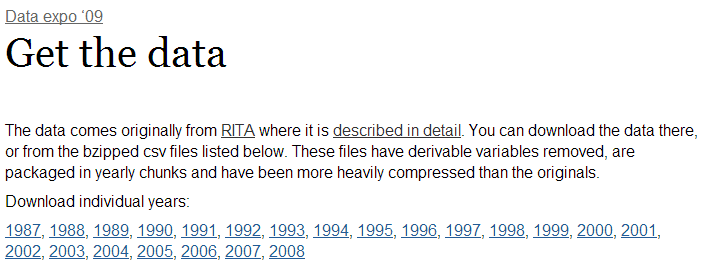 Data expo ‘09
Get the data
The data comes originally from RITA where it is described in detail. You can download the data there,
or from the bzipped csv files listed below. These files have derivable variables removed, are
packaged in yearly chunks and have been more heavily compressed than the originals.
Download individual years:
1987, 1988, 1989, 1990, 1991, 1992, 1993, 1994, 1995, 1996, 1997, 1998, 1999, 2000, 2001,
2002, 2003, 2004, 2005, 2006, 2007, 2008